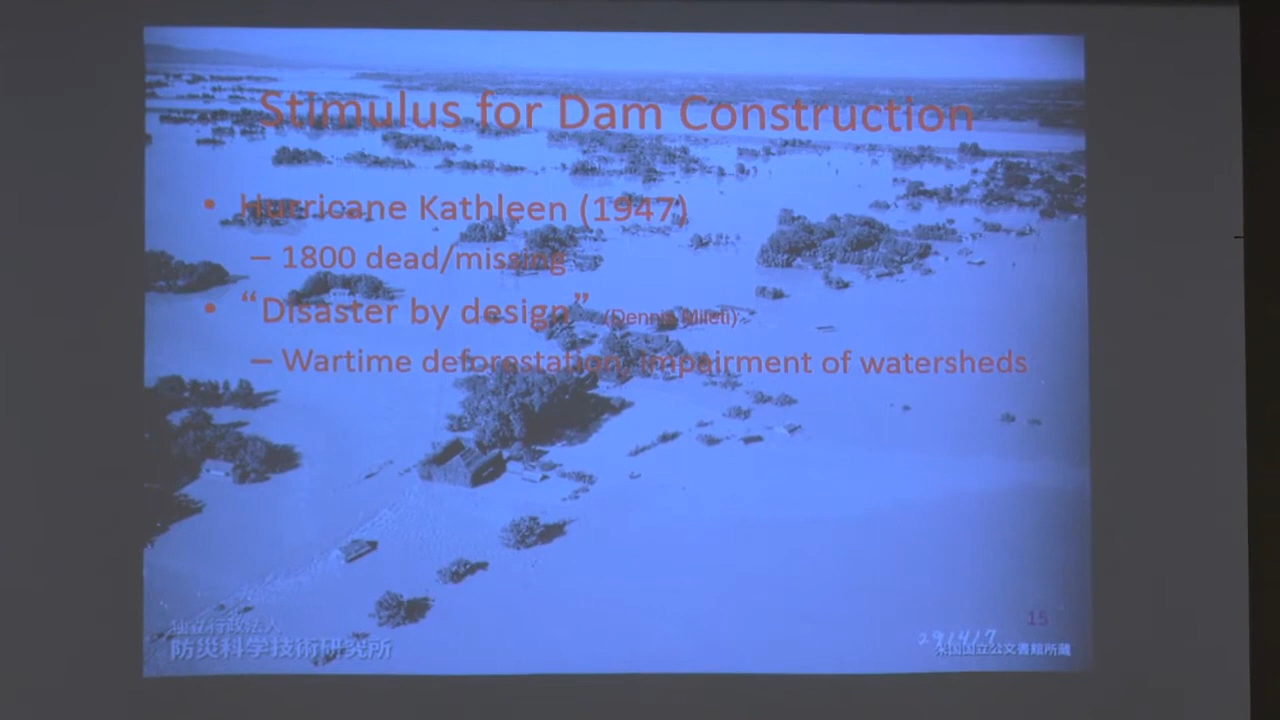 Stimulus for Dam Construction
• Hurricane Kathleen (1947)
– 1800 dead/missing
• “Disaster by design” (Dennis Mileti)
– Wartime deforestation, impairment of watersheds
15
独立行政法人
防災科学技術研究所
291417
米国国立公文書館所蔵